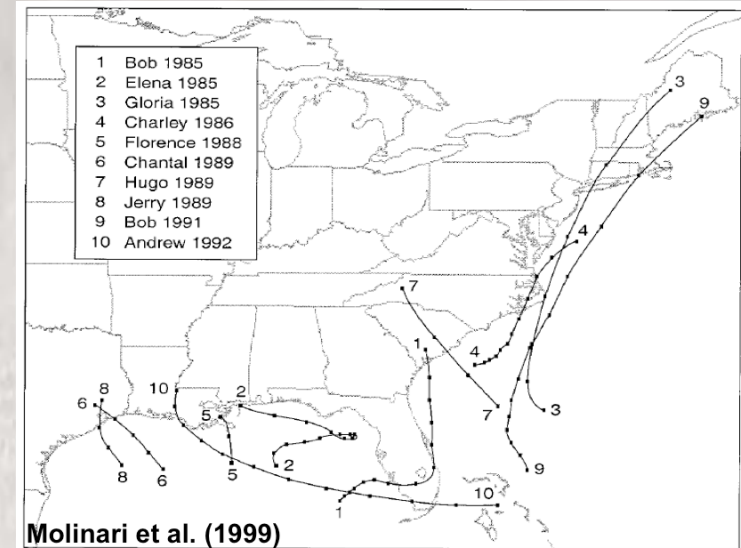 1 Bob 1985
2 Elena 1985
3 Gloria 1985
4 Charley 1986
5 Florence 1988
6 Chantal 1989
7 Hugo 1989
8 Jerry 1989
9 Bob 1991
10 Andrew 1992
3
9
4
7
1
4
10
2
8
6
5
7
3
8
6
5
2
9
10
1
Molinari et al. (1999)